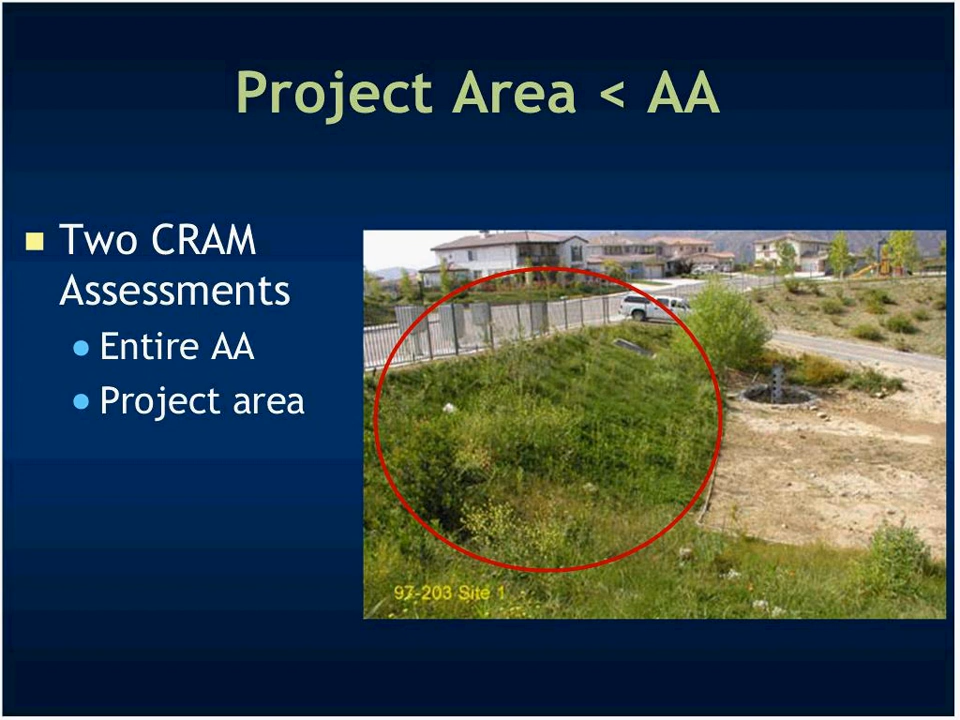 Project Area < AA
Two CRAM
Assessments
Entire AA
Project area
97-203 Site 1